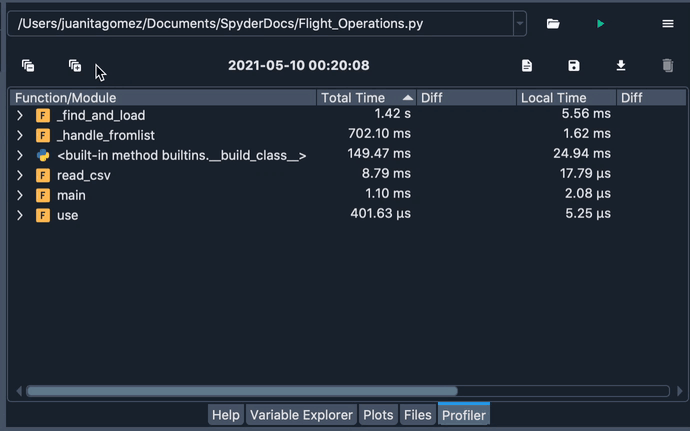 /Users/juanitagomez/Documents/SpyderDocs/Flight_Operations.py
2021-05-10 00:20:08
Function/Module Total Time Diff Local Time Diff
F _find_and_load 1.42 s 5.56 ms
F _handle_fromlist 702.10 ms 1.62 ms
<built-in method builtins.__build_class__> 149.47 ms 24.94 ms
F read_csv 8.79 ms 17.79 µs
F main 1.10 ms 2.08 µs
F use 401.63 µs 5.25 µs
Help Variable Explorer Plots Files Profiler